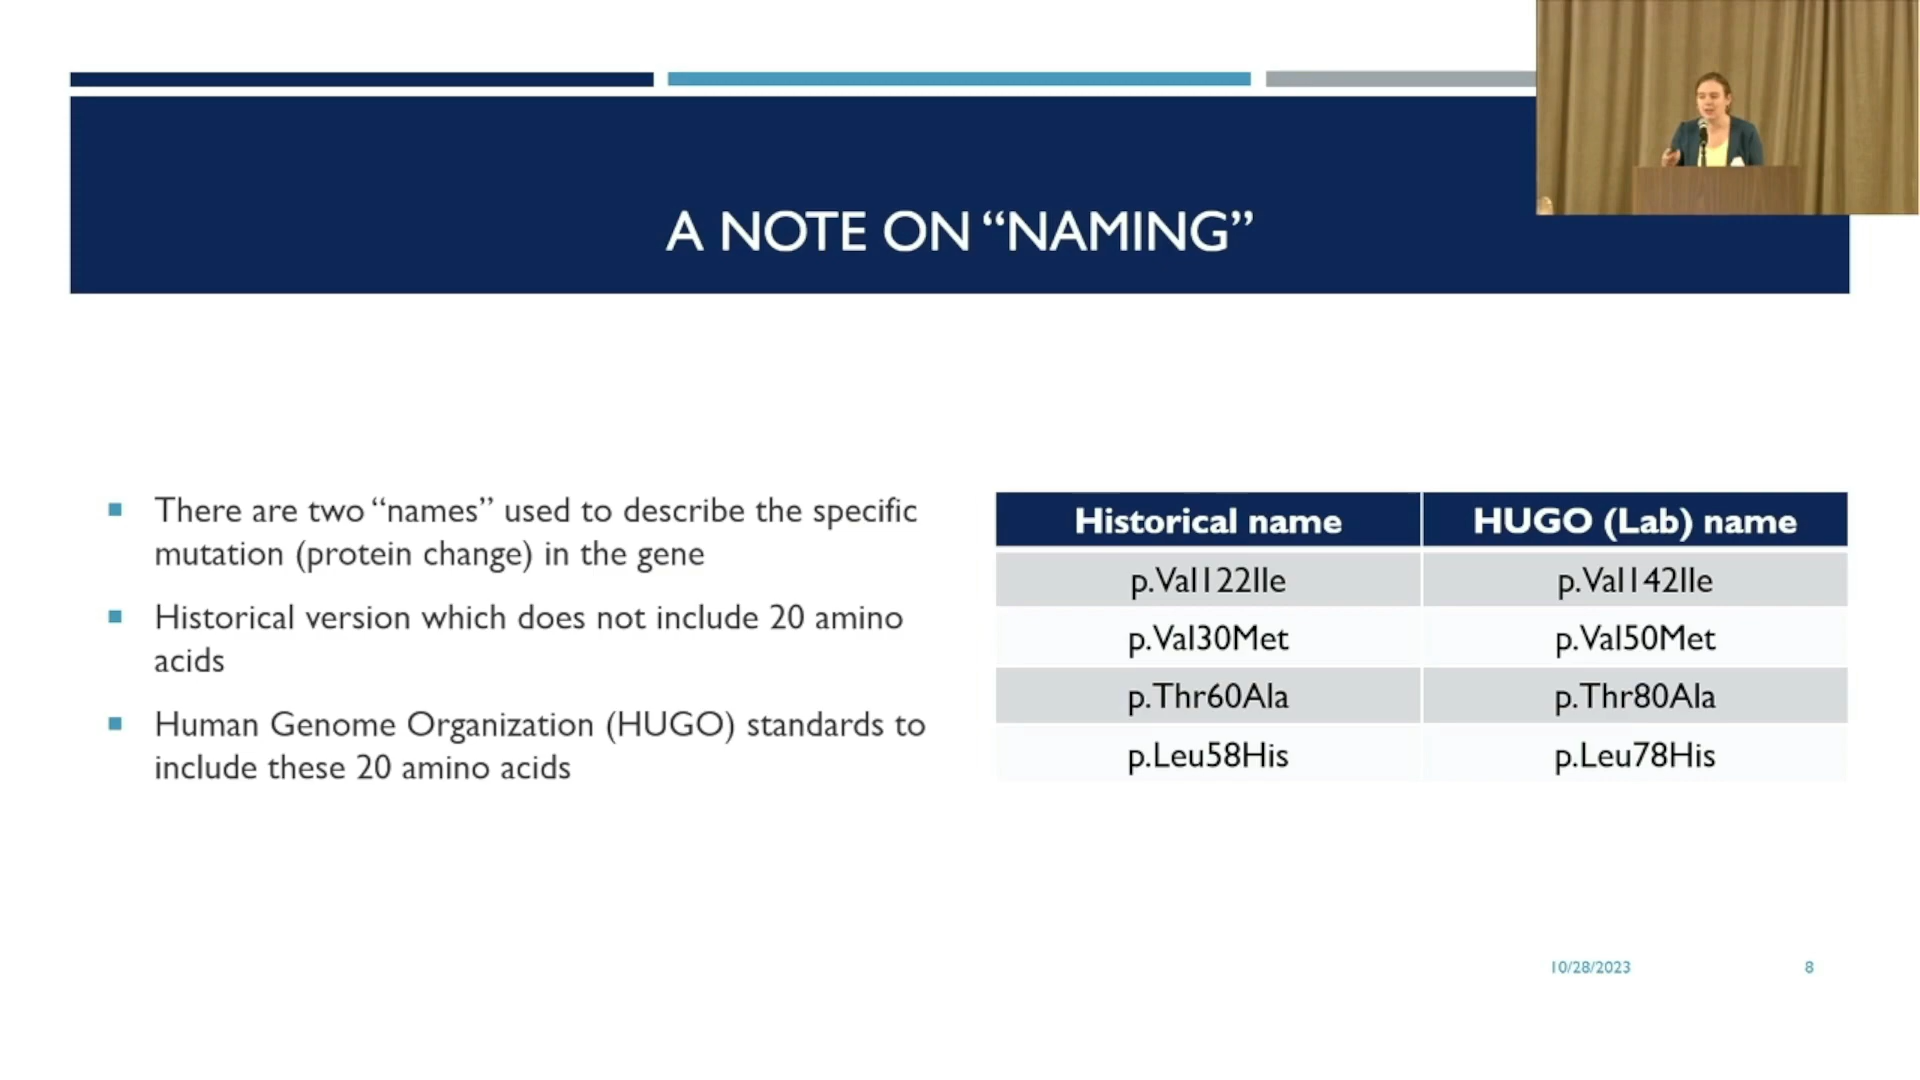 A NOTE ON “NAMING”
There are two “names” used to describe the specific
mutation (protein change) in the gene
Historical version which does not include 20 amino
acids
Human Genome Organization (HUGO) standards to
include these 20 amino acids
Historical name HUGO (Lab) name
p.Val122Ile p.Val142Ile
p.Val30Met p.Val50Met
p.Thr60Ala p.Thr80Ala
p.Leu58His p.Leu78His
10/28/2023 8